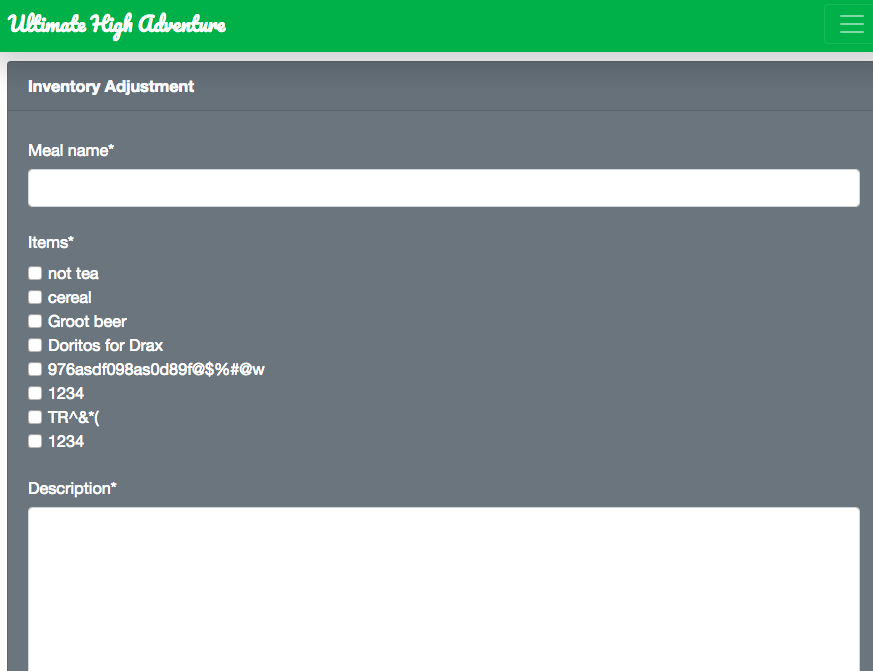 Ultimate High Adventure
Inventory Adjustment
Meal name*
Items*
not tea
cereal
Groot beer
Doritos for Drax
976asdf098as0d89f@$%#@w
1234
TR^&*(
1234
Description*